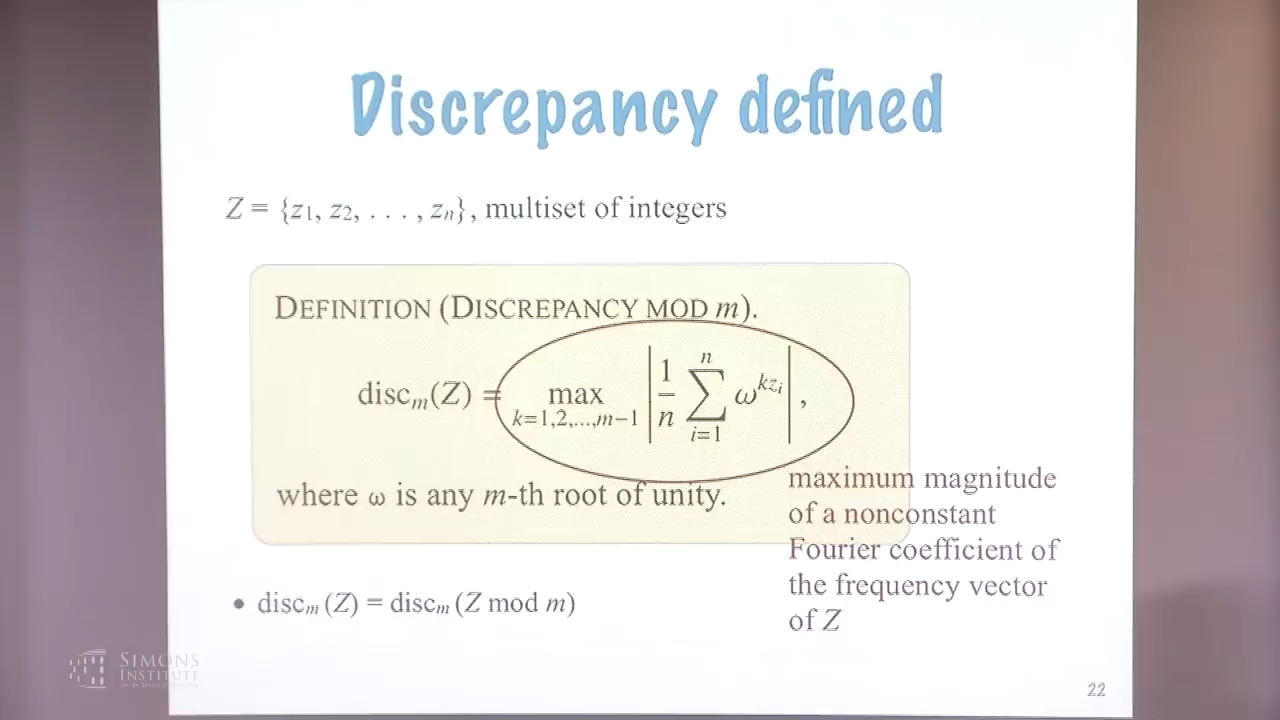 Discrepancy defined
Z = {z₁, z₂, . . . , zₙ}, multiset of integers
DEFINITION (DISCREPANCY MOD m).
discₘ(Z) = max_{k=1,2,...,m−1} | 1/n ∑_{i=1}^{n} ω^{kz_i} | ,
where ω is any m-th root of unity.
maximum magnitude
of a nonconstant
Fourier coefficient of
the frequency vector
of Z
• discₘ (Z) = discₘ (Z mod m)
SIMONS
INSTITUTE
22